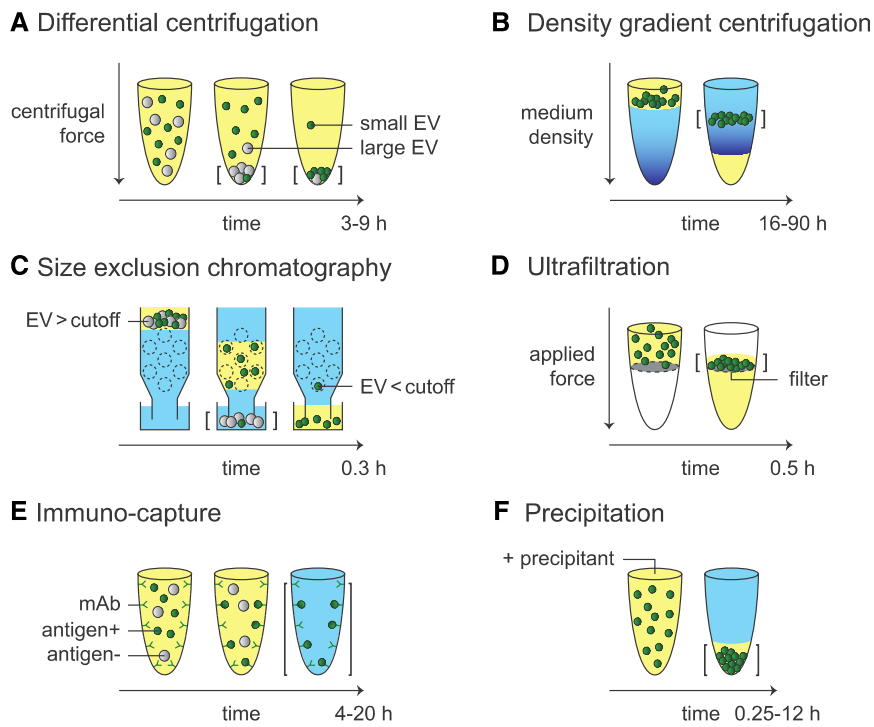 A Differential centrifugation
centrifugal
force
small EV
large EV
[ ]
[ ]
time
3-9 h
B Density gradient centrifugation
medium
density
[ ]
time
16-90 h
C Size exclusion chromatography
EV > cutoff
EV < cutoff
[ ]
time
0.3 h
D Ultrafiltration
applied
force
[ ]
filter
time
0.5 h
E Immuno-capture
mAb
antigen+
antigen-
[ ]
time
4-20 h
F Precipitation
+ precipitant
[ ]
time
0.25-12 h